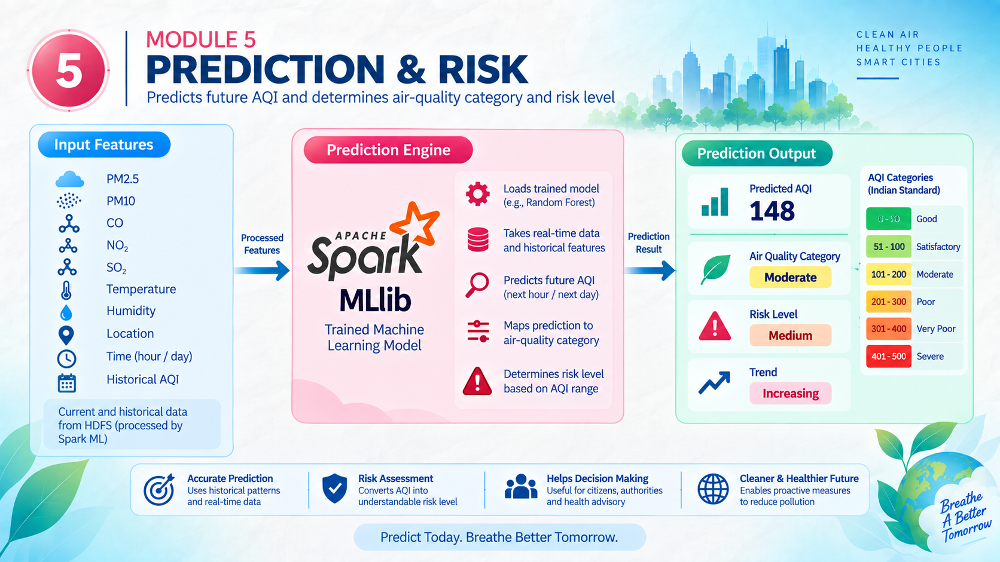 5
MODULE 5
PREDICTION & RISK
Predicts future AQI and determines air-quality category and risk level
CLEAN AIR
HEALTHY PEOPLE
SMART CITIES
Input Features
PM2.5
PM10
CO
NO₂
SO₂
Temperature
Humidity
Location
Time (hour / day)
Historical AQI
Current and historical data
from HDFS (processed by
Spark ML)
Processed
Features
Prediction Engine
APACHE
Spark
MLlib
Trained Machine
Learning Model
Loads trained model
(e.g., Random Forest)
Takes real-time data
and historical features
Predicts future AQI
(next hour / next day)
Maps prediction to
air-quality category
Determines risk level
based on AQI range
Prediction
Result
Prediction Output
Predicted AQI
148
Air Quality Category
Moderate
Risk Level
Medium
Trend
Increasing
AQI Categories
(Indian Standard)
Good
51 - 100 Satisfactory
101 - 200 Moderate
201 - 300 Poor
301 - 400 Very Poor
401 - 500 Severe
Accurate Prediction
Uses historical patterns
and real-time data
Risk Assessment
Converts AQI into
understandable risk level
Helps Decision Making
Useful for citizens, authorities
and health advisory
Cleaner & Healthier Future
Enables proactive measures
to reduce pollution
Predict Today. Breathe Better Tomorrow.
Breathe
A Better
Tomorrow